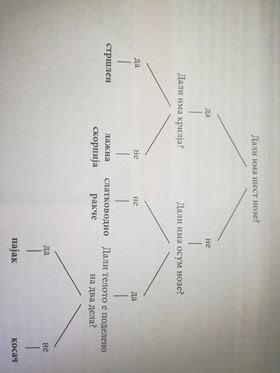 Дали има шест нозе?
да
не
Дали има крилја?
Дали има осум нозе?
да
не
не
да
стршлен
лажна
скорпија
слатководно
ракче
Дали телото е поделено
на два дела?
да
не
пајак
косач